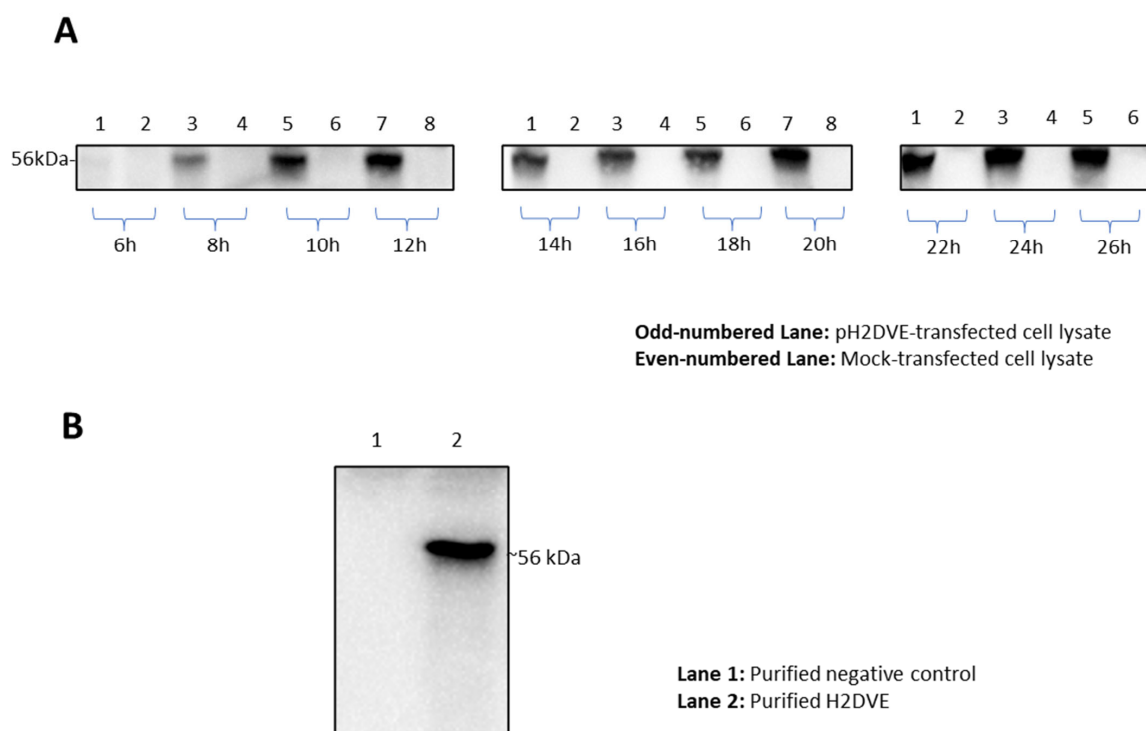 A
1 2 3 4 5 6 7 8 1 2 3 4 5 6 7 8 1 2 3 4 5 6
56kDa-
6h 8h 10h 12h 14h 16h 18h 20h 22h 24h 26h
Odd-numbered Lane: pH2DVE-transfected cell lysate
Even-numbered Lane: Mock-transfected cell lysate
B
1 2
~56 kDa
Lane 1: Purified negative control
Lane 2: Purified H2DVE